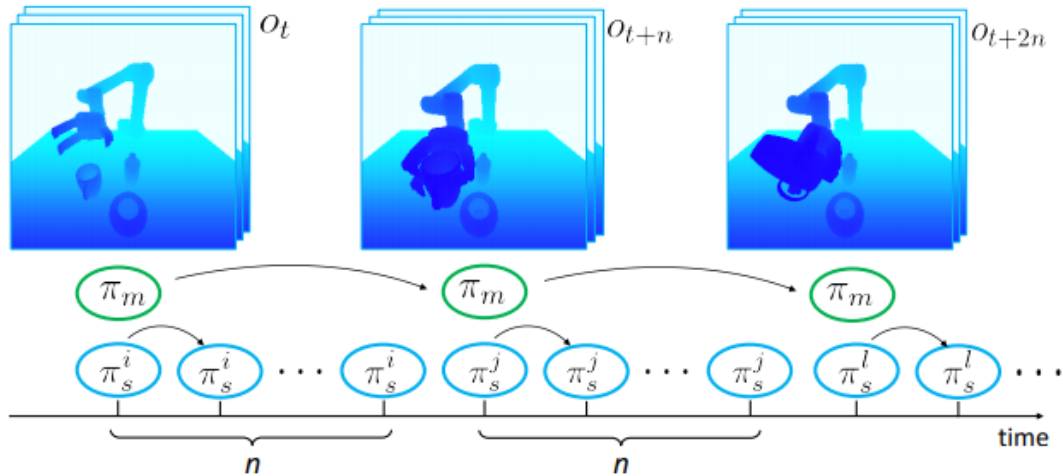 o_t o_{t+n} o_{t+2n}
π_m π_m π_m
π_s^i π_s^i ··· π_s^i π_s^j π_s^j ··· π_s^j π_s^l π_s^l ···
time
n n